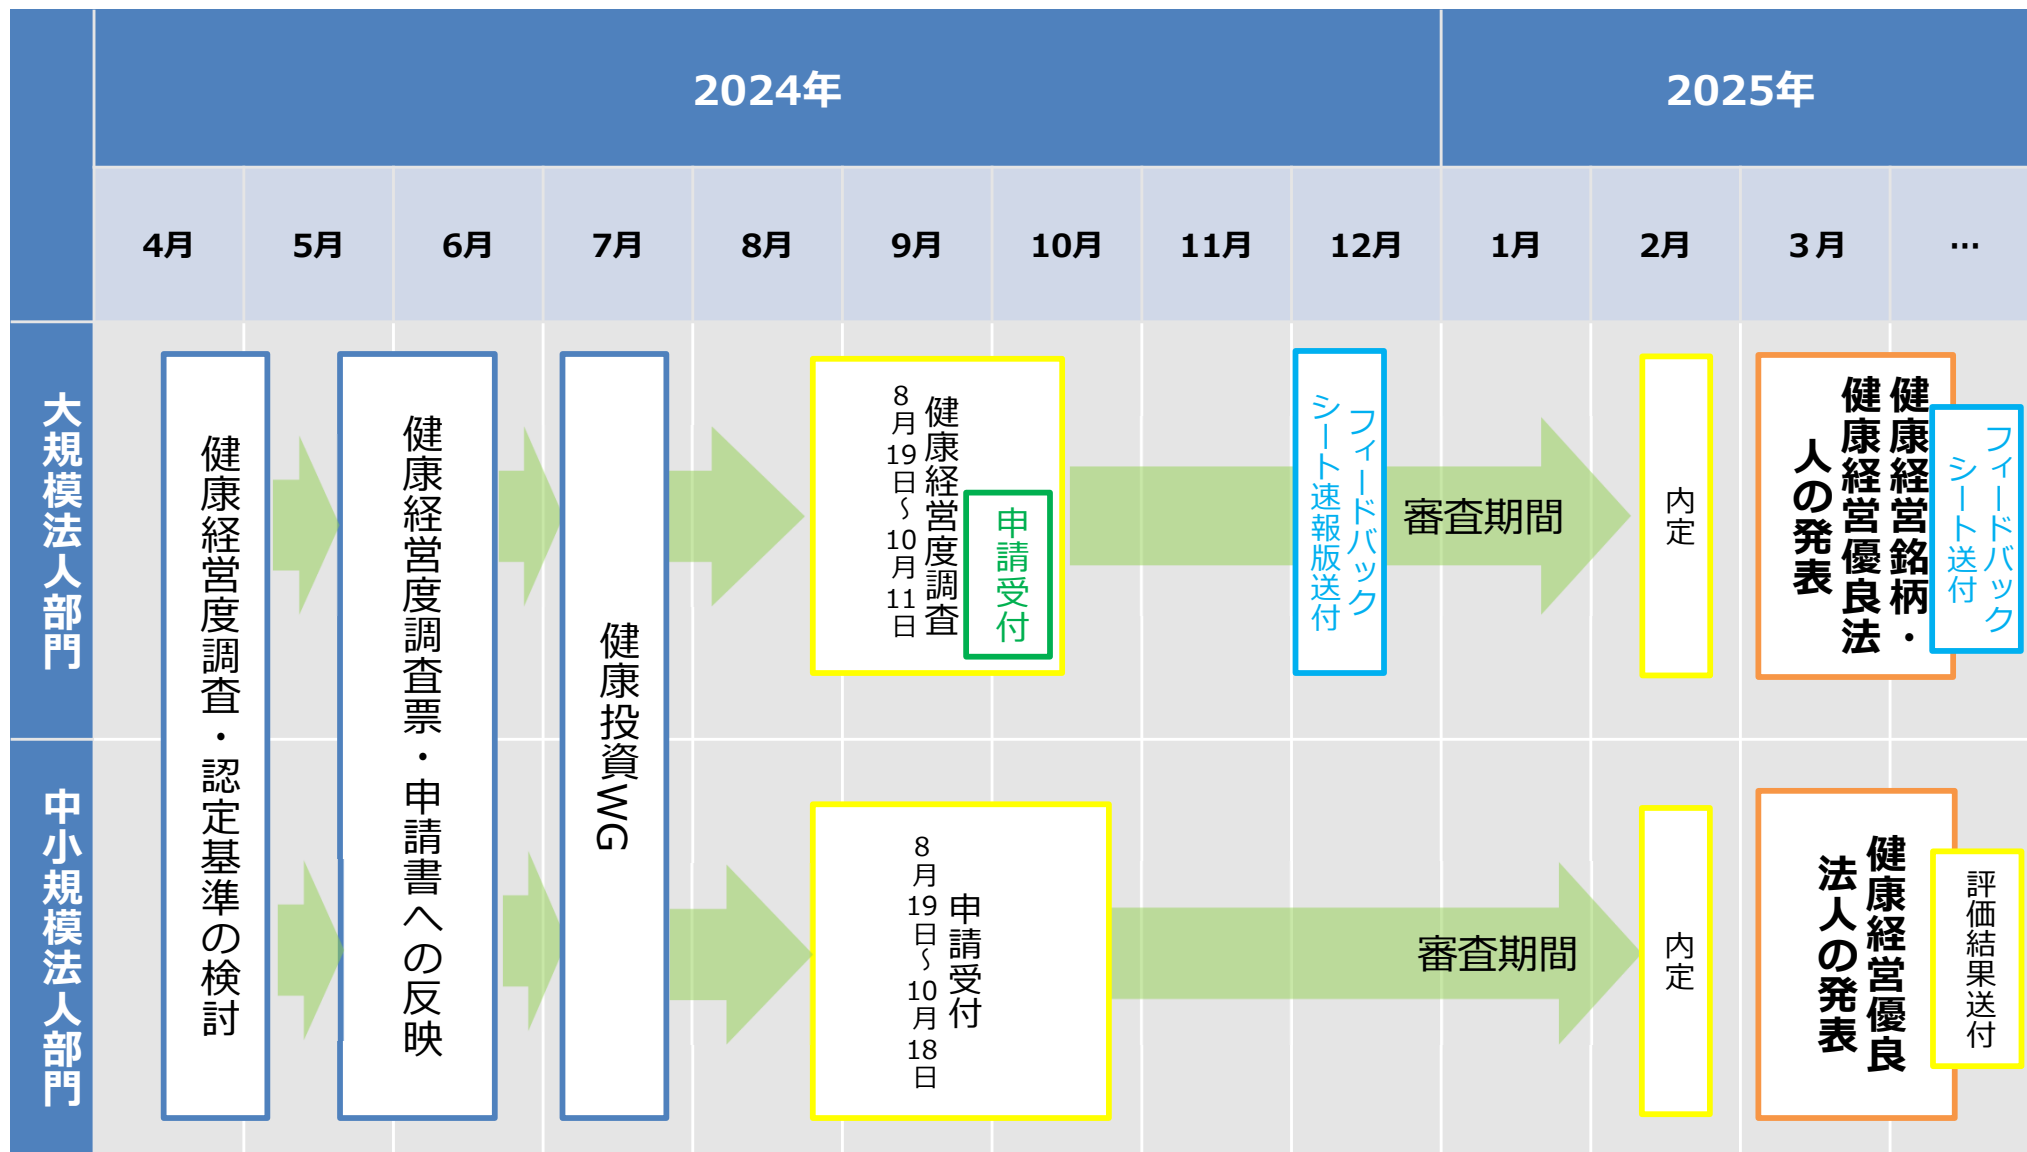 2024年
2025年
4月
5月
6月
7月
8月
9月
10月
11月
12月
1月
2月
３月
…
大規模法人部門
中小規模法人部門
健康経営度調査・認定基準の検討
健康経営度調査票・申請書への反映
健康投資WG
健康経営度調査
8月19日～10月11日
申請受付
フィードバック
シート速報版送付
審査期間
内定
健康経営銘柄・
健康経営優良法
人の発表
フィードバック
シート送付
申請受付
8月19日～10月18日
審査期間
内定
健康経営優良
法人の発表
評価結果送付